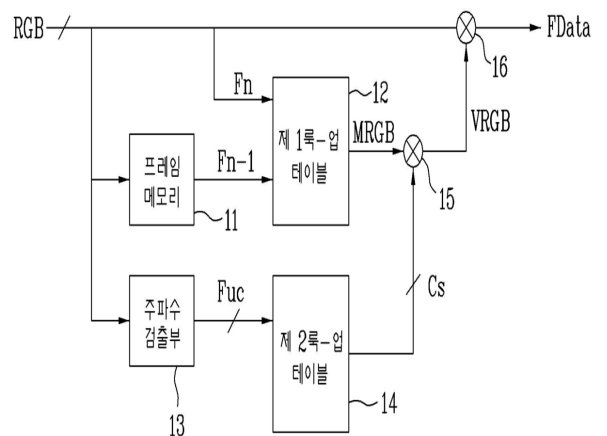 RGB
FData
16
Fn
12
VRGB
MRGB
제 1룩-업
테이블
프레임
메모리
Fn-1
11
15
주파수
검출부
Fuc
13
제 2룩-업
테이블
14
Cs